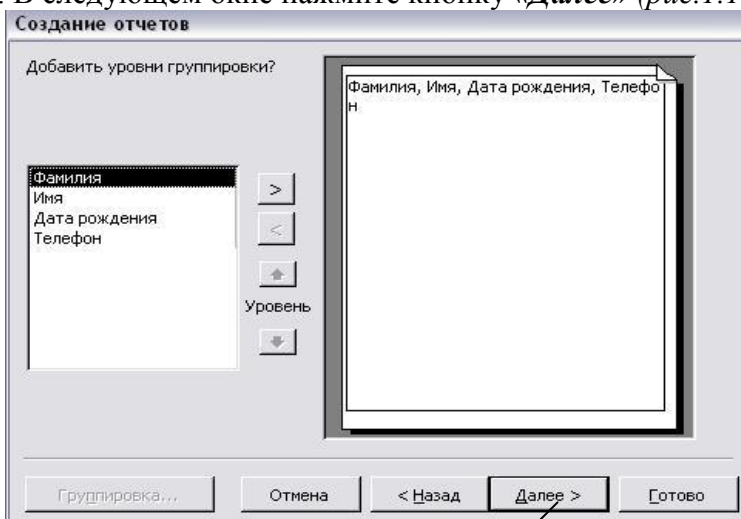 . В следующем окне нажмите кнопку «Далее» (рис.1.1
Создание отчетов
Добавить уровни группировки?
Фамилия, Имя, Дата рождения, Телефо
н
Фамилия
Имя
Дата рождения
Телефон
>
<
Уровень
Группировка...
Отмена
< Назад
Далее >
Готово